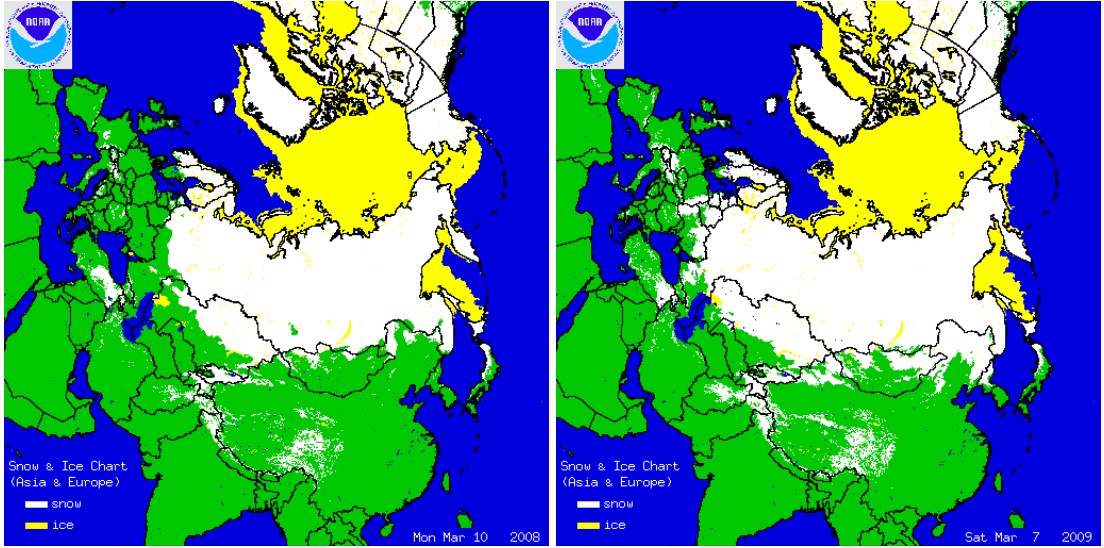 NOAA
Snow & Ice Chart
(Asia & Europe)
snow
ice
Mon Mar 10 2008
NOAA
Snow & Ice Chart
(Asia & Europe)
snow
ice
Sat Mar 7 2009